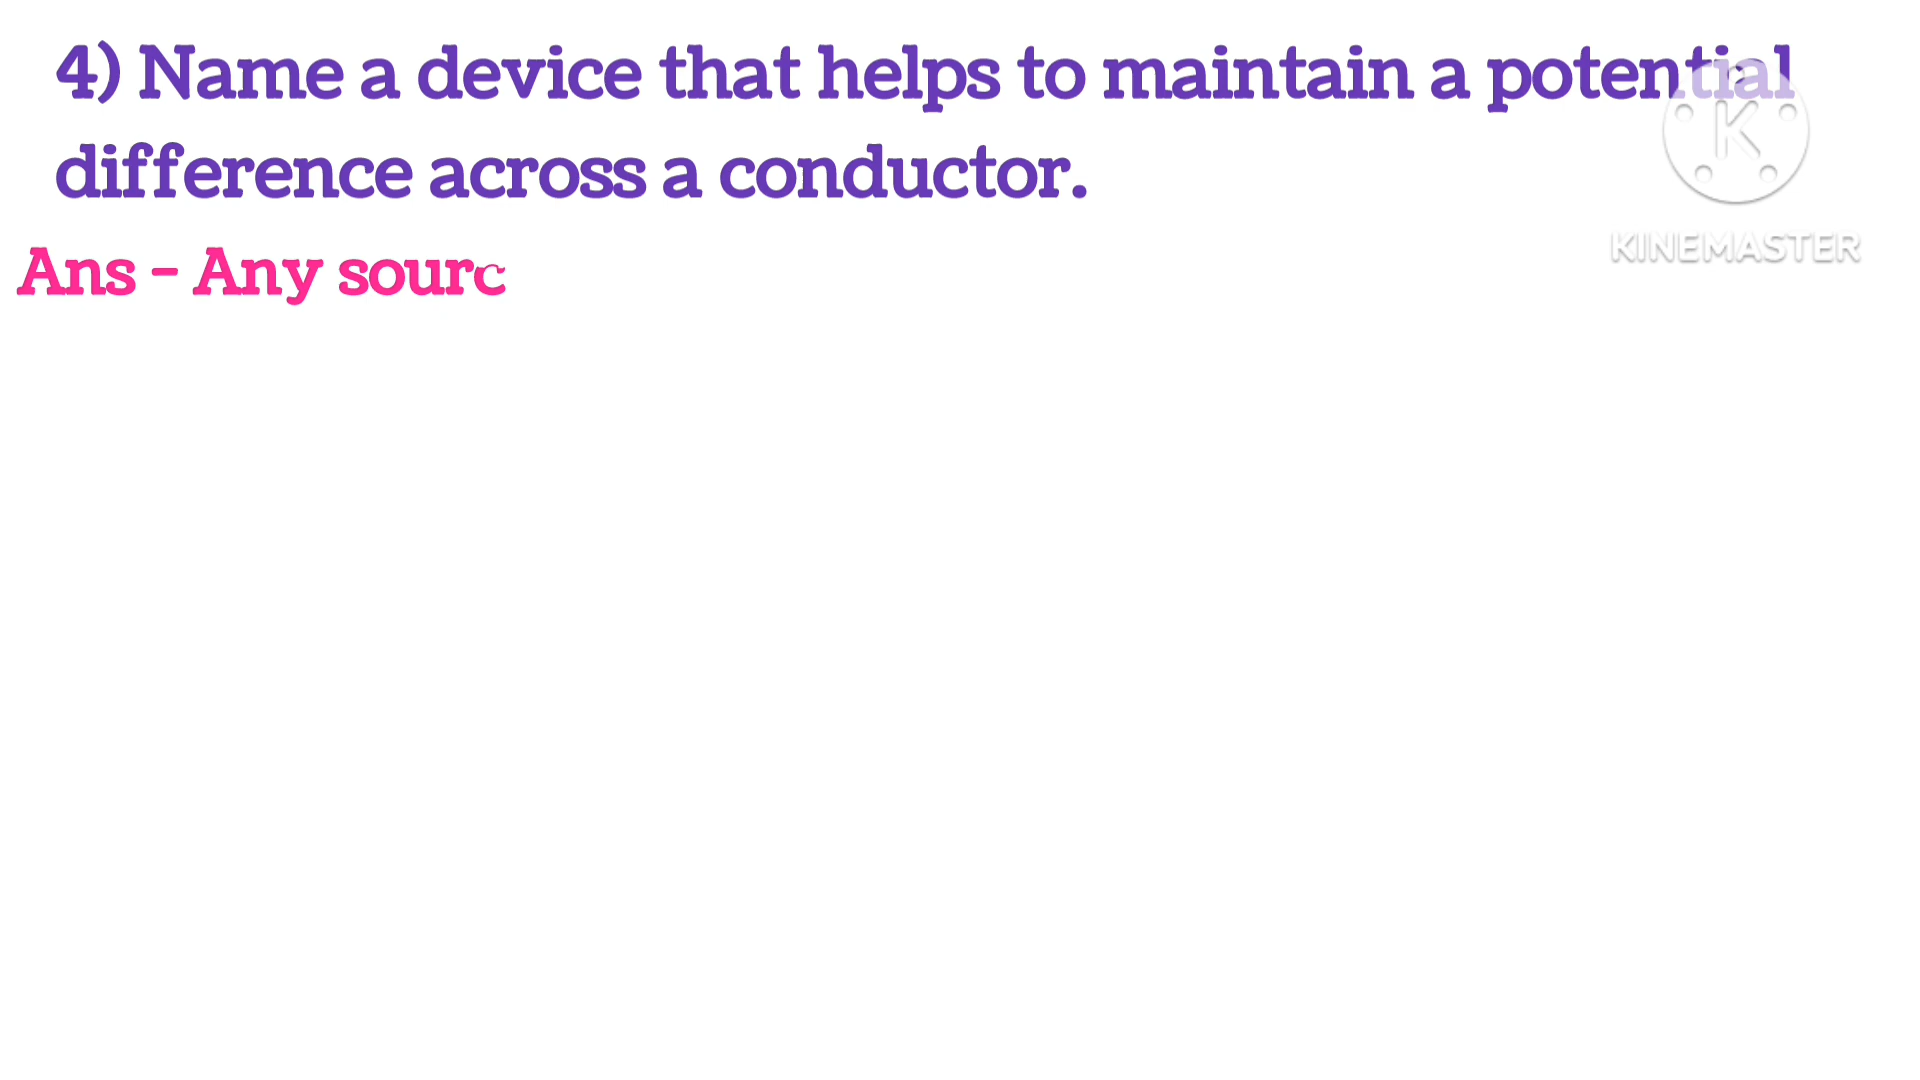 4) Name a device that helps to maintain a potential
difference across a conductor.
Ans - Any sourc
K
KINEMASTER